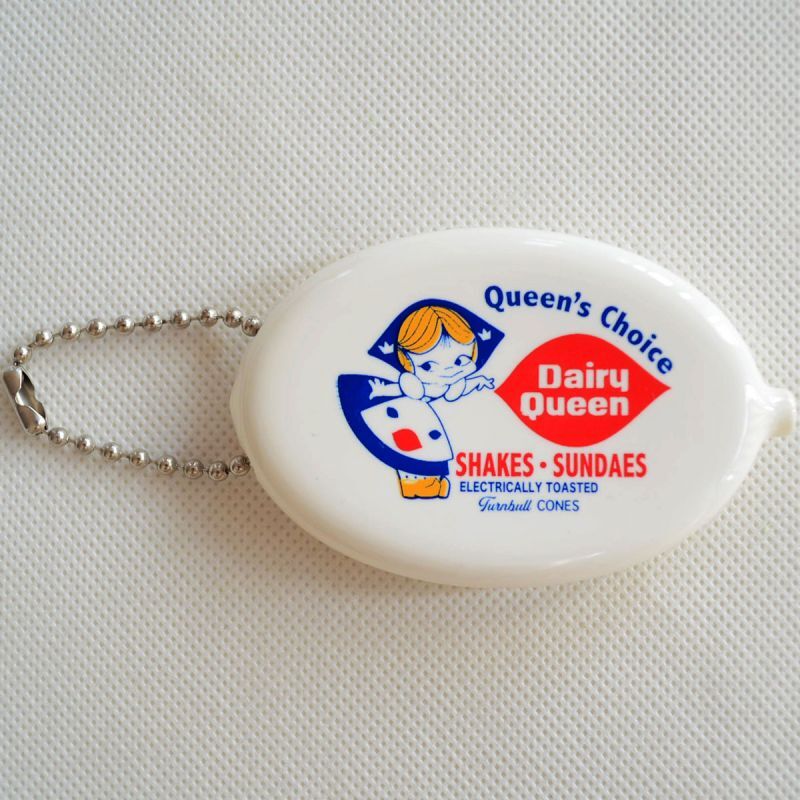 Queen's Choice
Dairy
Queen
SHAKES • SUNDAES
ELECTRICALLY TOASTED
Turnbull CONES